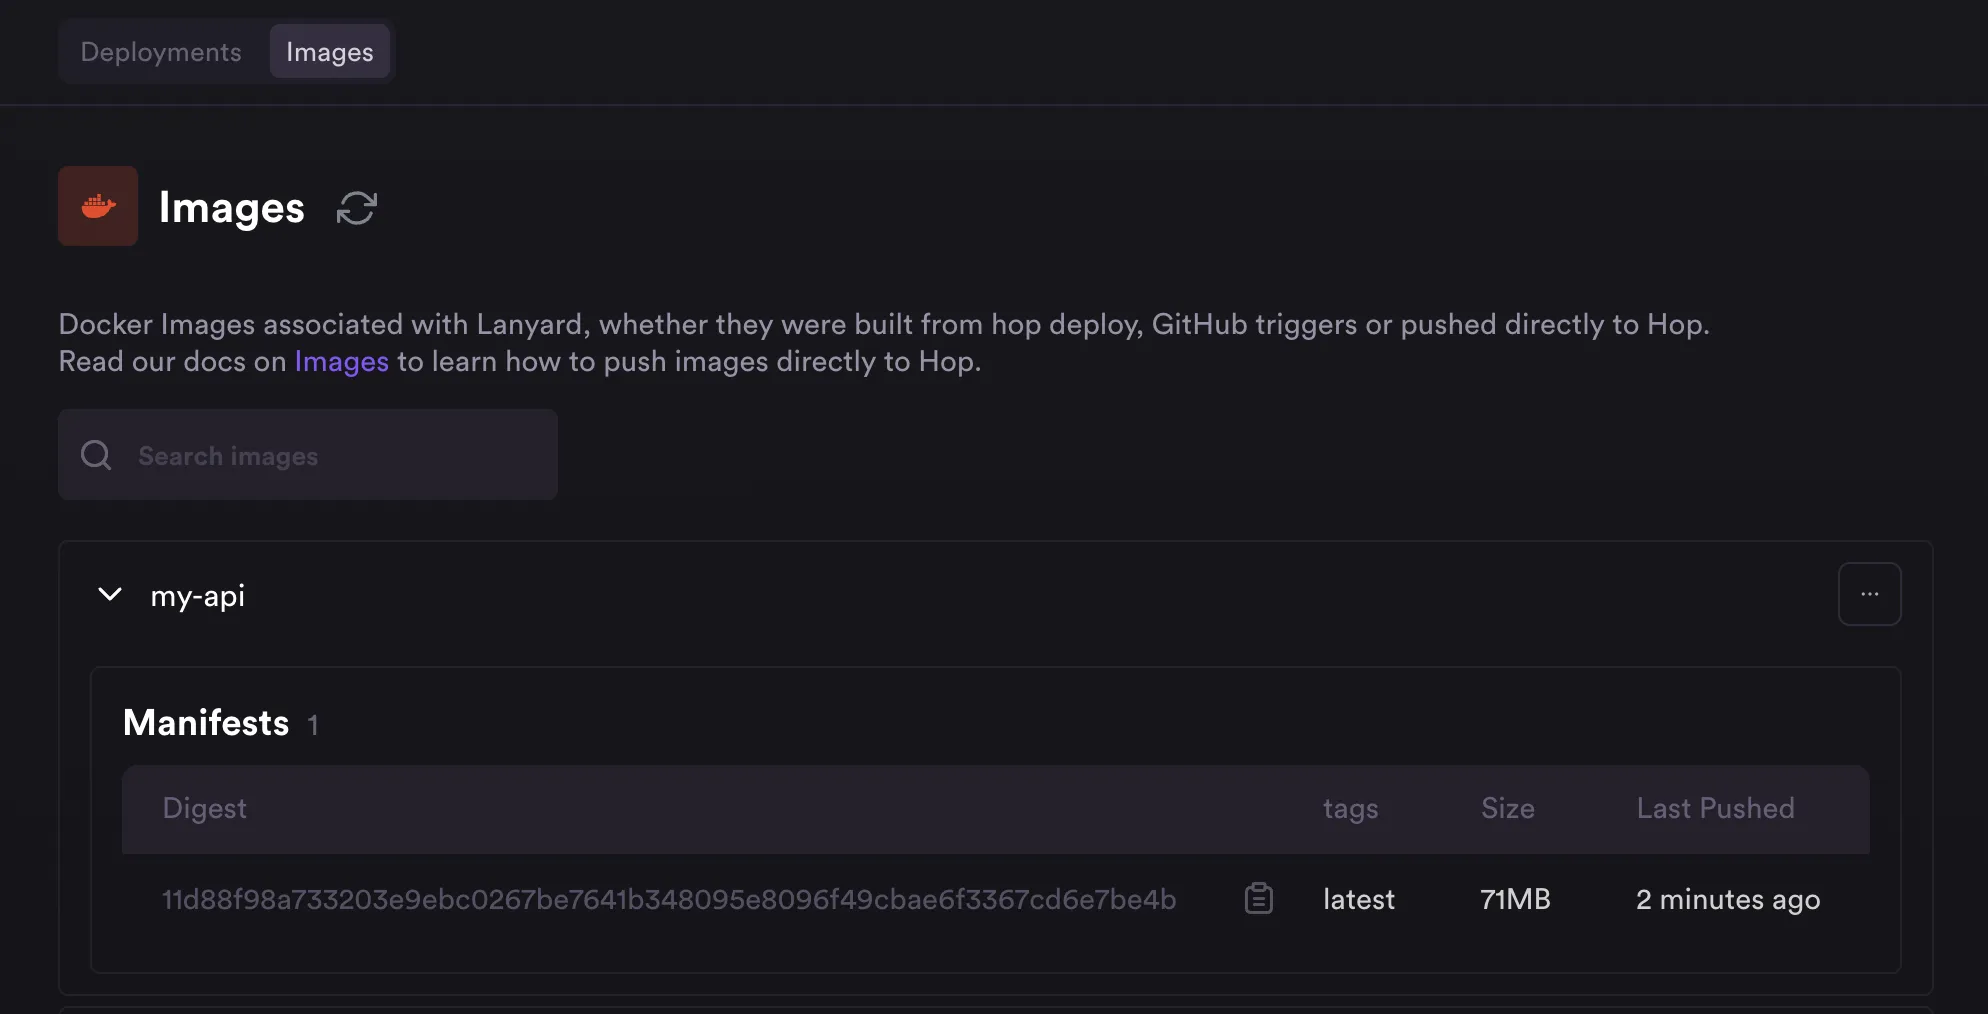 Deployments
Images
Images
Docker Images associated with Lanyard, whether they were built from hop deploy, GitHub triggers or pushed directly to Hop.
Read our docs on Images to learn how to push images directly to Hop.
Search images
my-api
...
Manifests 1
Digest tags Size Last Pushed
11d88f98a733203e9ebc0267be7641b348095e8096f49cbae6f3367cd6e7be4b latest 71MB 2 minutes ago